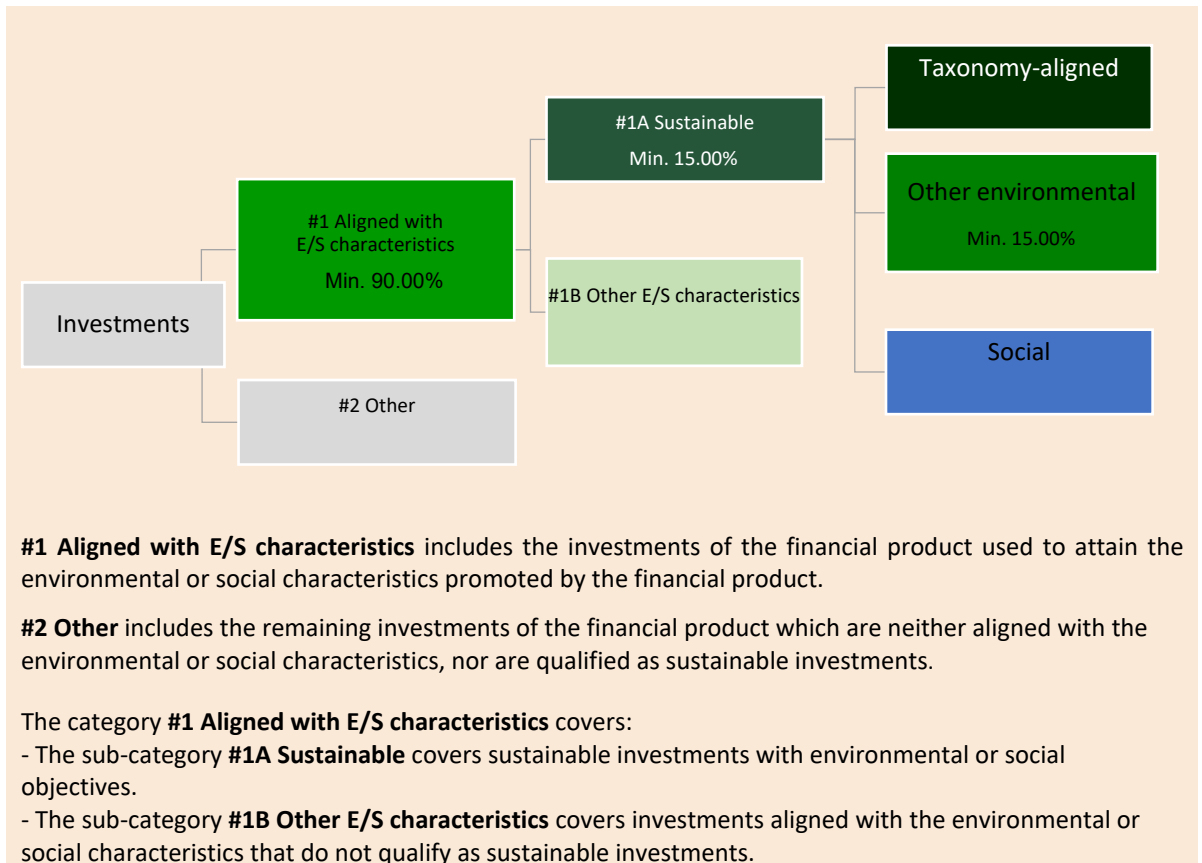 Taxonomy-aligned
#1A Sustainable
Min. 15.00%
Other environmental
Min. 15.00%
#1 Aligned with
E/S characteristics
Min. 90.00%
#1B Other E/S characteristics
Investments
Social
#2 Other
#1 Aligned with E/S characteristics includes the investments of the financial product used to attain the
environmental or social characteristics promoted by the financial product.
#2 Other includes the remaining investments of the financial product which are neither aligned with the
environmental or social characteristics, nor are qualified as sustainable investments.
The category #1 Aligned with E/S characteristics covers:
- The sub-category #1A Sustainable covers sustainable investments with environmental or social
objectives.
- The sub-category #1B Other E/S characteristics covers investments aligned with the environmental or
social characteristics that do not qualify as sustainable investments.